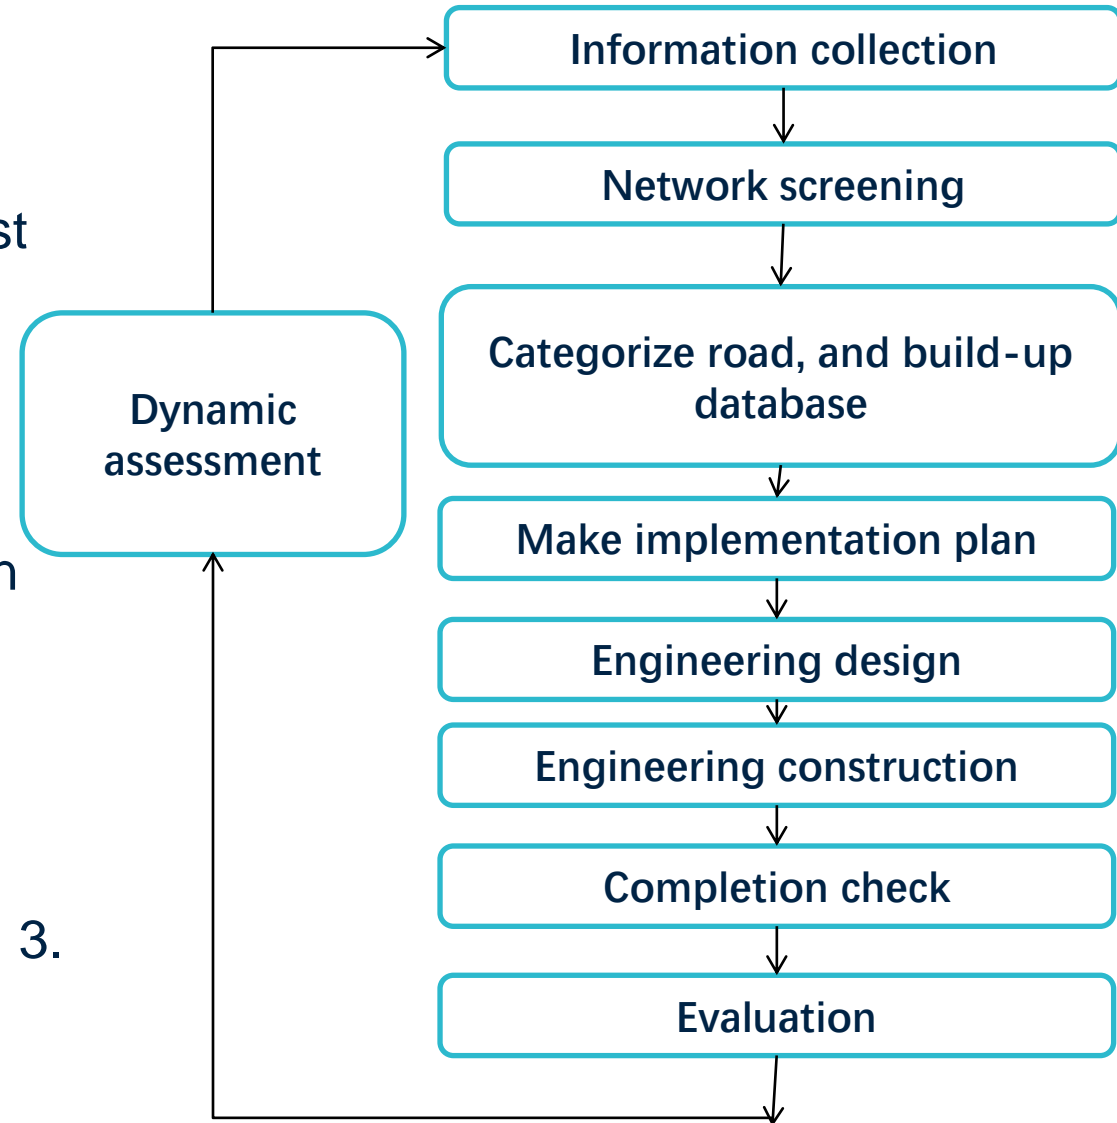 Information collection
Network screening
st
Categorize road, and build-up
database
Dynamic
assessment
Make implementation plan
n
Engineering design
Engineering construction
Completion check
3.
Evaluation